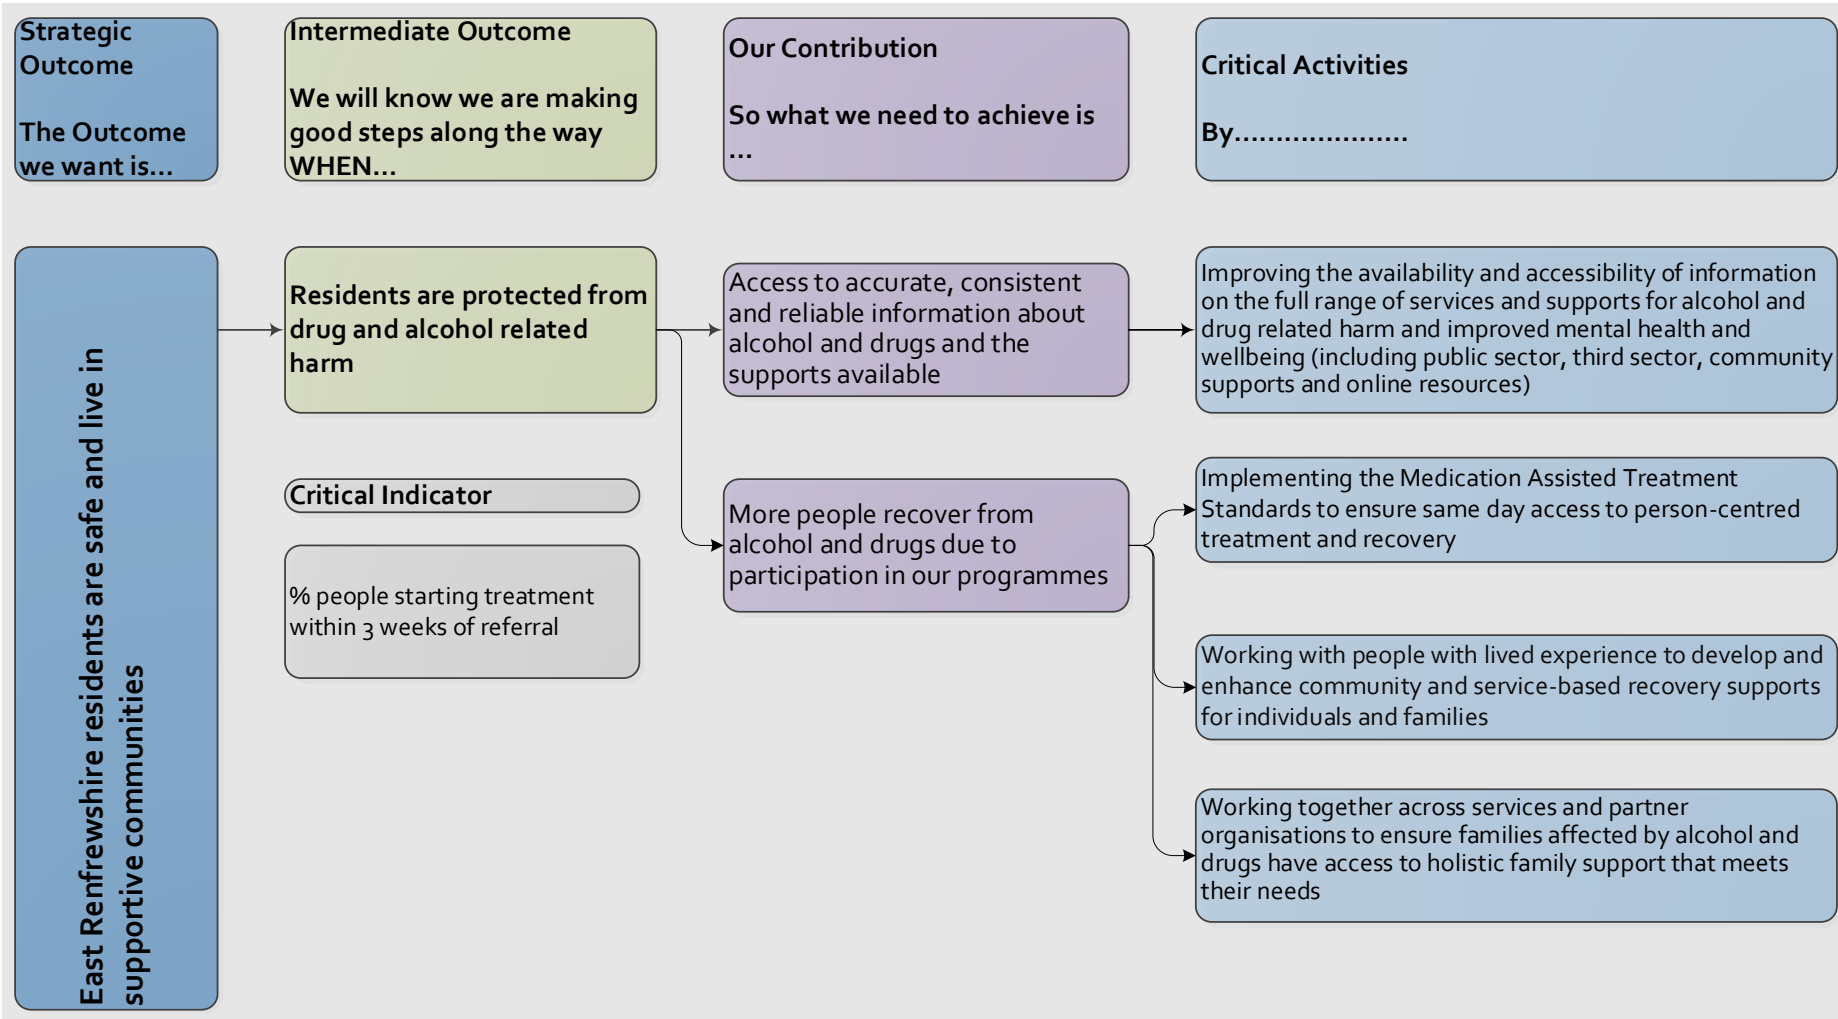 Strategic
Outcome
The Outcome
we want is...
Intermediate Outcome
We will know we are making
good steps along the way
WHEN...
Our Contribution
So what we need to achieve is
...
Critical Activities
By.....................
East Renfrewshire residents are safe and live in
supportive communities
Residents are protected from
drug and alcohol related
harm
Critical Indicator
% people starting treatment
within 3 weeks of referral
Access to accurate, consistent
and reliable information about
alcohol and drugs and the
supports available
More people recover from
alcohol and drugs due to
participation in our programmes
Improving the availability and accessibility of information
on the full range of services and supports for alcohol and
drug related harm and improved mental health and
wellbeing (including public sector, third sector, community
supports and online resources)
Implementing the Medication Assisted Treatment
Standards to ensure same day access to person-centred
treatment and recovery
Working with people with lived experience to develop and
enhance community and service-based recovery supports
for individuals and families
Working together across services and partner
organisations to ensure families affected by alcohol and
drugs have access to holistic family support that meets
their needs